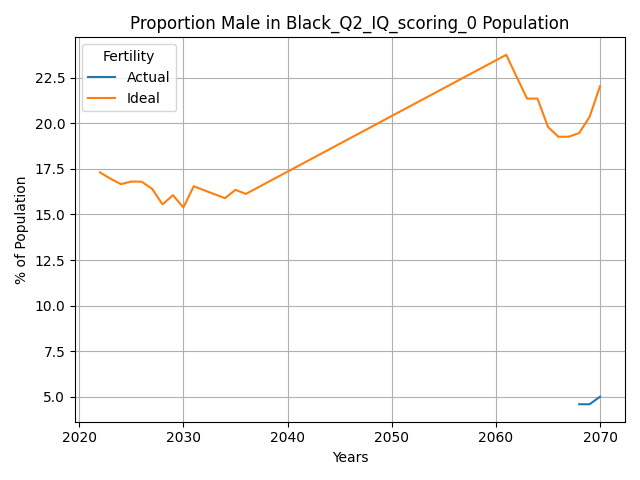 Proportion Male in Black_Q2_IQ_scoring_0 Population
Fertility
Actual
Ideal
% of Population
22.5
20.0
17.5
15.0
12.5
10.0
7.5
5.0
2020 2030 2040 2050 2060 2070
Years